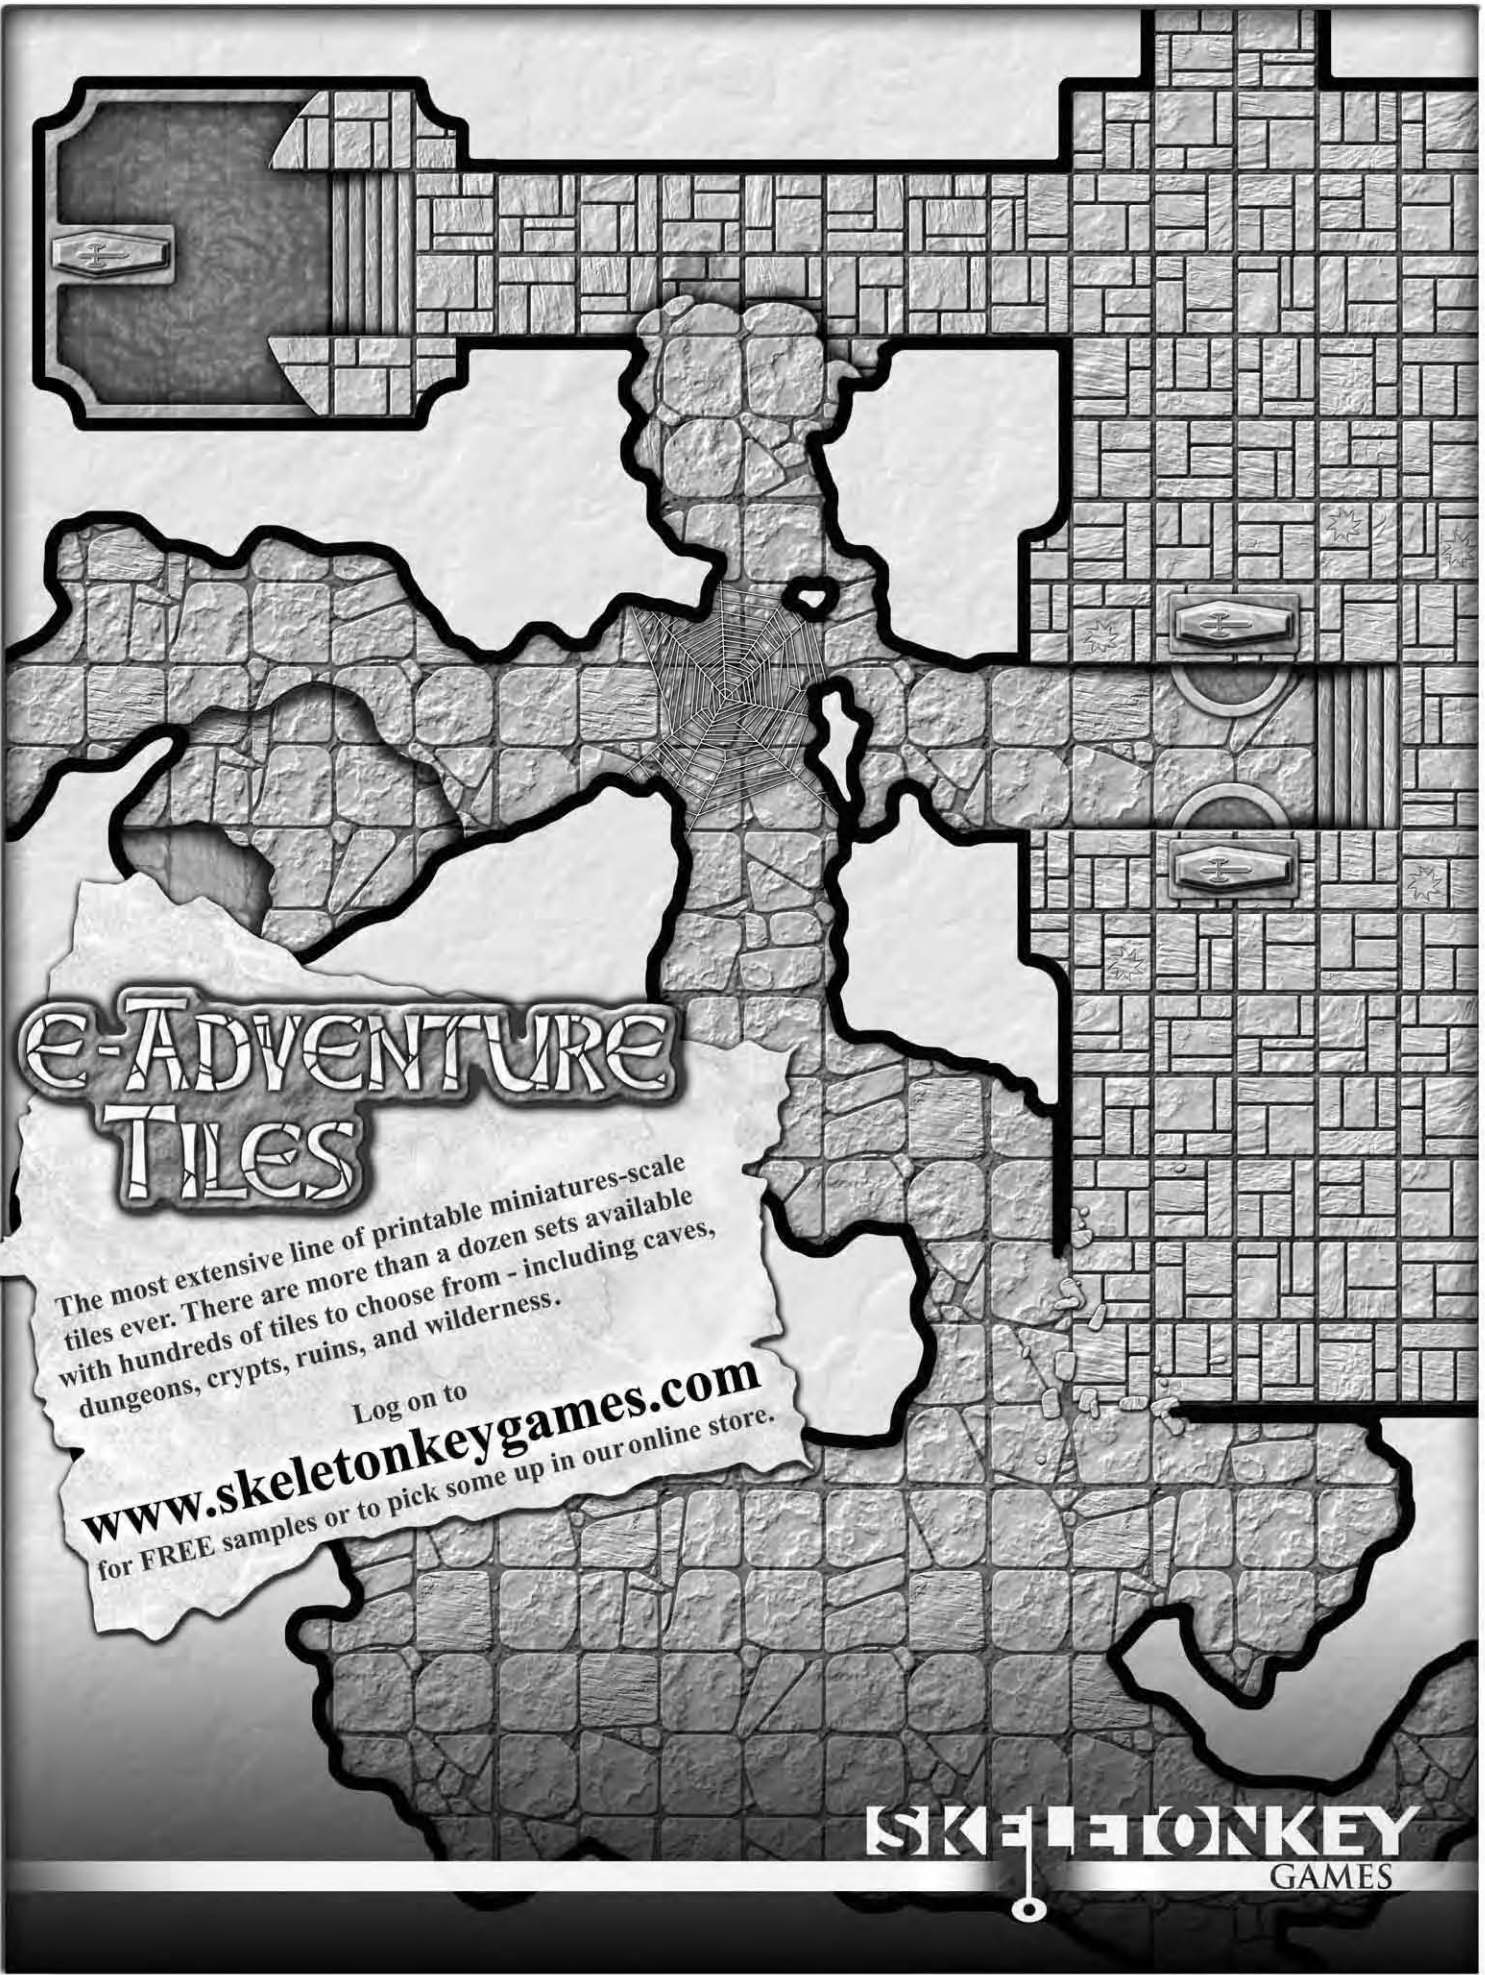 E-ADVENTURE
TILES
The most extensive line of printable miniatures-scale
tiles ever. There are more than a dozen sets available
with hundreds of tiles to choose from - including caves,
dungeons, crypts, ruins, and wilderness.
Log on to
www.skeletonkeygames.com
for FREE samples or to pick some up in our online store.
SKELETONKEY
GAMES